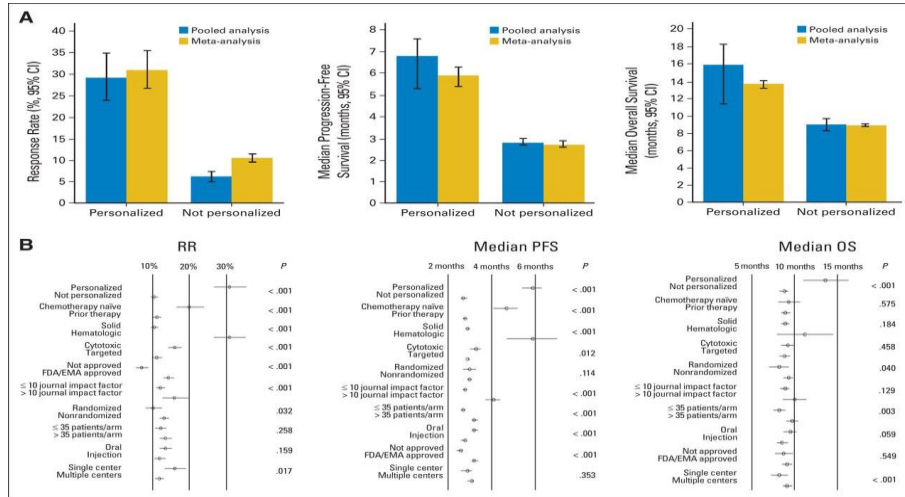 A
Response Rate (%, 95% CI)
40
35
30
25
20
15
10
5
0
Pooled analysis
Meta-analysis
Personalized
Not personalized
Median Progression-Free
Survival (months, 95% CI)
8
7
6
5
4
3
2
1
0
Pooled analysis
Meta-analysis
Personalized
Not personalized
Median Overall Survival
(months, 95% CI)
20
18
16
14
12
10
8
6
4
2
0
Pooled analysis
Meta-analysis
Personalized
Not personalized
B
RR
10% 20% 30% P
Personalized
Not personalized < .001
Chemotherapy naïve
Prior therapy < .001
Solid
Hematologic < .001
Cytotoxic
Targeted < .001
Not approved
FDA/EMA approved < .001
≤ 10 journal impact factor
> 10 journal impact factor < .001
Randomized
Nonrandomized .032
≤ 35 patients/arm
> 35 patients/arm .258
Oral
Injection .159
Single center
Multiple centers .017
Median PFS
2 months 4 months 6 months P
Personalized
Not personalized < .001
Chemotherapy naïve
Prior therapy < .001
Solid
Hematologic < .001
Cytotoxic
Targeted .012
Randomized
Nonrandomized .114
≤ 10 journal impact factor
> 10 journal impact factor < .001
≤ 35 patients/arm
> 35 patients/arm < .001
Oral
Injection < .001
Not approved
FDA/EMA approved < .001
Single center
Multiple centers .353
Median OS
5 months 10 months 15 months P
Personalized
Not personalized < .001
Chemotherapy naïve
Prior therapy .575
Solid
Hematologic .184
Cytotoxic
Targeted .458
Randomized
Nonrandomized .040
≤ 10 journal impact factor
> 10 journal impact factor .129
≤ 35 patients/arm
> 35 patients/arm .003
Oral
Injection .059
Not approved
FDA/EMA approved .549
Single center
Multiple centers < .001